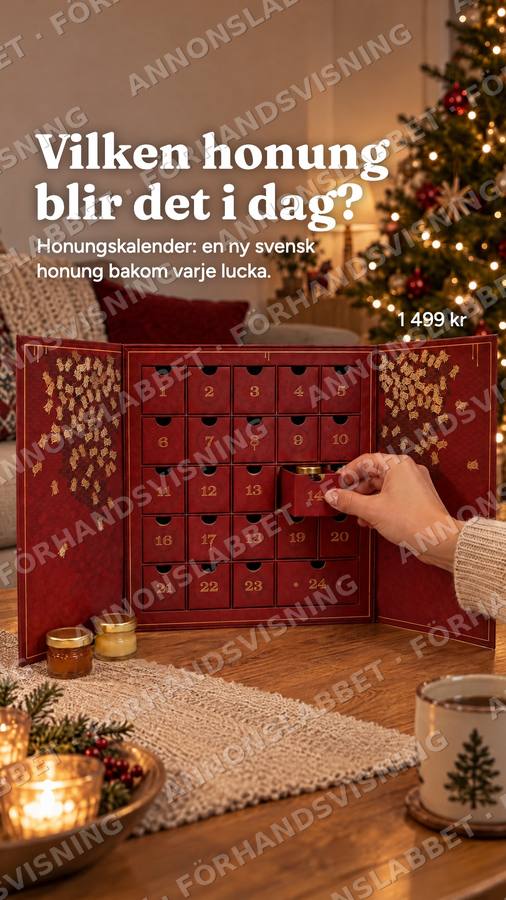 Vilken honung
blir det i dag?
Honungskalender: en ny svensk
honung bakom varje lucka.
1 499 kr
1 2 3 4 5
6 7 8 9 10
11 12 13 14
16 17 18 19 20
21 22 23 24
ANNONSLABBET · FÖRHANDSVISNING